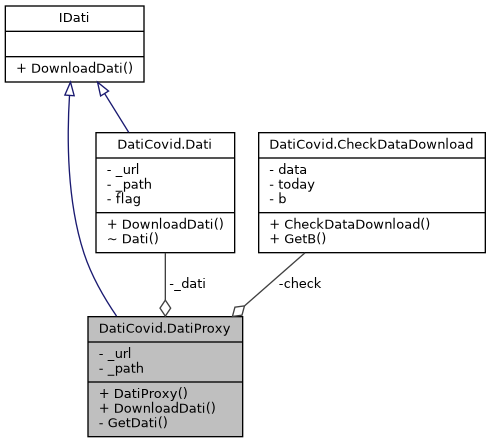 IDati
+ DownloadDati()
DatiCovid.Dati
- _url
- _path
- flag
+ DownloadDati()
~ Dati()
DatiCovid.CheckDataDownload
- data
- today
- b
+ CheckDataDownload()
+ GetB()
-_dati
-check
DatiCovid.DatiProxy
- _url
- _path
+ DatiProxy()
+ DownloadDati()
- GetDati()